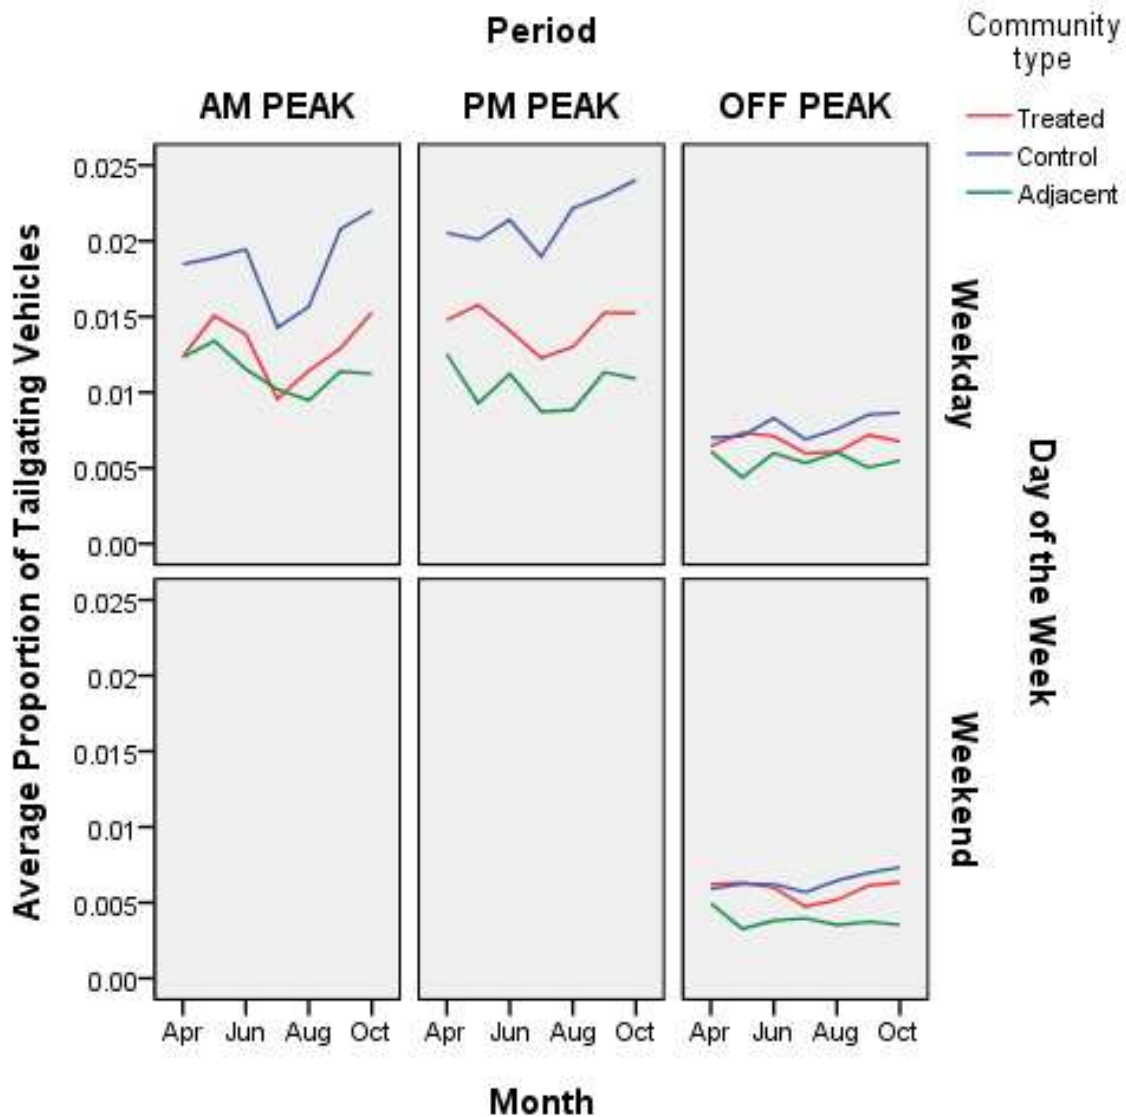 Period
Community
type
AM PEAK
PM PEAK
OFF PEAK
Treated
Control
Adjacent
Average Proportion of Tailgating Vehicles
0.025
0.02
0.015
0.01
0.005
0.00
Weekday
Day of the Week
0.025
0.02
0.015
0.01
0.005
0.00
Weekend
Apr Jun Aug Oct
Apr Jun Aug Oct
Apr Jun Aug Oct
Month